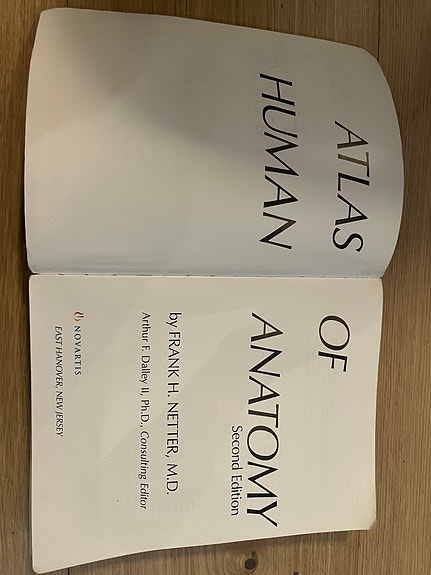 ATLAS OF
HUMAN ANATOMY
Second Edition
by FRANK H. NETTER, M.D.
Arthur F. Dalley II, Ph.D., Consulting Editor
NOVARTIS
EAST HANOVER, NEW JERSEY